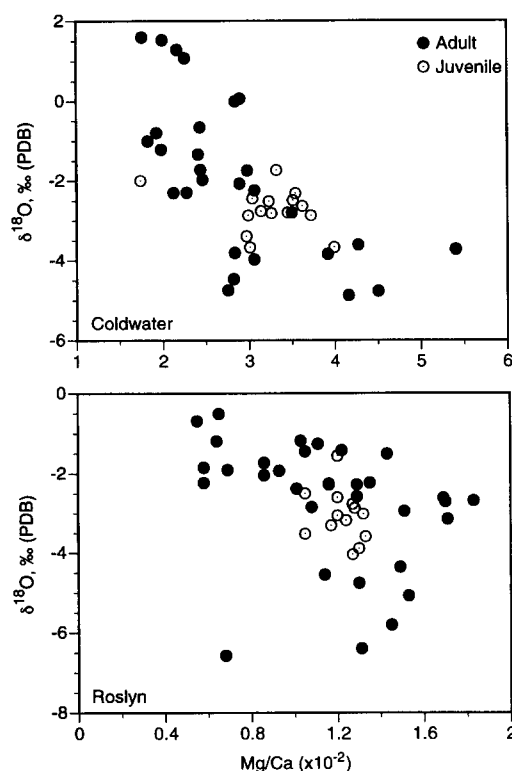 2
0
-2
-4
-6
δ18O, ‰ (PDB)
Adult
Juvenile
Coldwater
1 2 3 4 5 6
0
-2
-4
-6
-8
δ18O, ‰ (PDB)
Roslyn
0 0.4 0.8 1.2 1.6 2
Mg/Ca (x10-2)